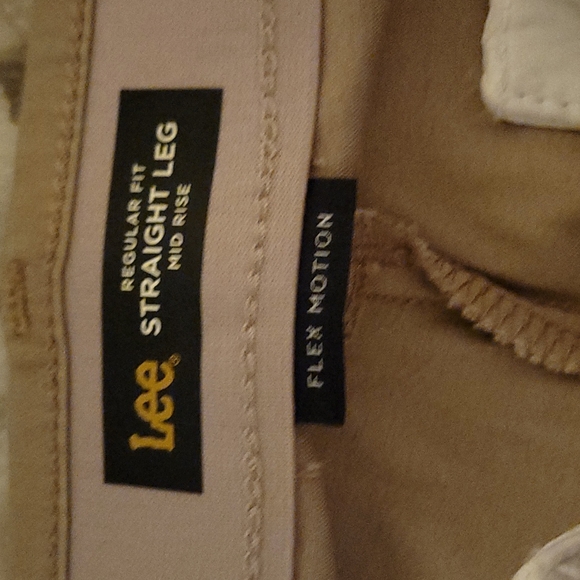 Lee®
REGULAR FIT
STRAIGHT LEG
MID RISE
FLEX MOTION